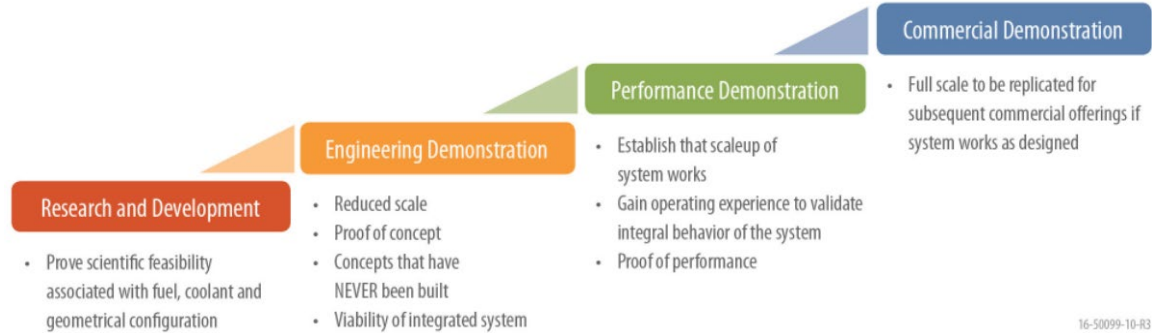 Research and Development
• Prove scientific feasibility
associated with fuel, coolant and
geometrical configuration
Engineering Demonstration
• Reduced scale
• Proof of concept
• Concepts that have
NEVER been built
• Viability of integrated system
Performance Demonstration
• Establish that scaleup of
system works
• Gain operating experience to validate
integral behavior of the system
• Proof of performance
Commercial Demonstration
• Full scale to be replicated for
subsequent commercial offerings if
system works as designed
16-50099-10-R3